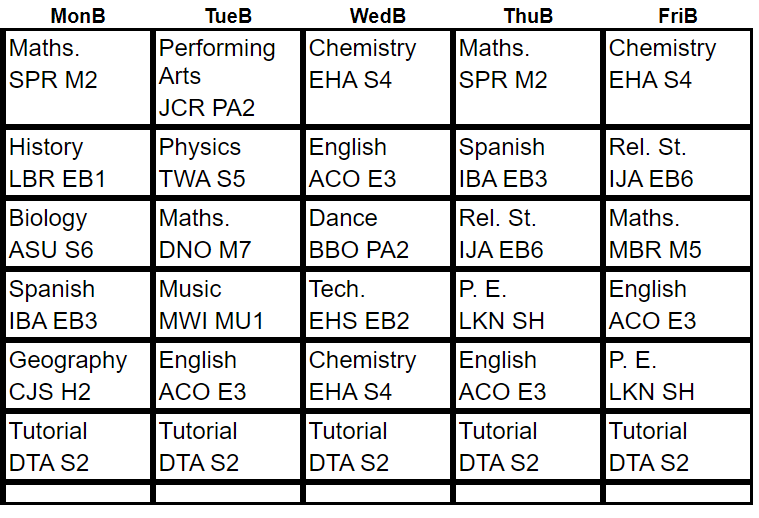 MonB TueB WedB ThuB FriB
Maths. Performing Chemistry Maths. Chemistry
SPR M2 Arts EHA S4 SPR M2 EHA S4
JCR PA2
History Physics English Spanish Rel. St.
LBR EB1 TWA S5 ACO E3 IBA EB3 IJA EB6
Biology Maths. Dance Rel. St. Maths.
ASU S6 DNO M7 BBO PA2 IJA EB6 MBR M5
Spanish Music Tech. P. E. English
IBA EB3 MWI MU1 EHS EB2 LKN SH ACO E3
Geography English Chemistry English P. E.
CJS H2 ACO E3 EHA S4 ACO E3 LKN SH
Tutorial Tutorial Tutorial Tutorial Tutorial
DTA S2 DTA S2 DTA S2 DTA S2 DTA S2